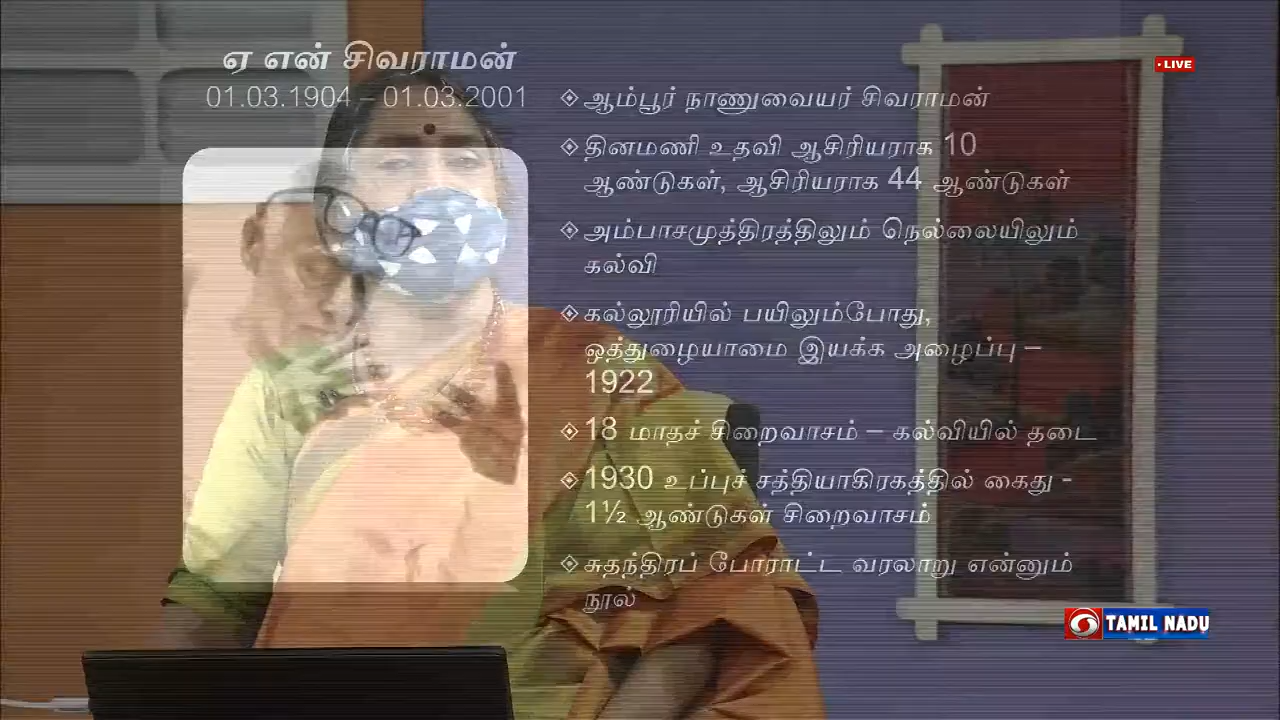 ஏ என் சிவராமன்
01.03.1904 – 01.03.2001
ஆம்பூர் நாணுவையர் சிவராமன்
தினமணி உதவி ஆசிரியராக 10
ஆண்டுகள், ஆசிரியராக 44 ஆண்டுகள்
அம்பாசமுத்திரத்திலும் நெல்லையிலும்
கல்வி
கல்லூரியில் பயிலும்போது,
ஒத்துழையாமை இயக்க அழைப்பு –
1922
18 மாதச் சிறைவாசம் – கல்வியில் தடை
1930 உப்புச் சத்தியாகிரகத்தில் கைது -
1½ ஆண்டுகள் சிறைவாசம்
சுதந்திரப் போராட்ட வரலாறு என்னும்
நூல்
LIVE
TAMIL NADU